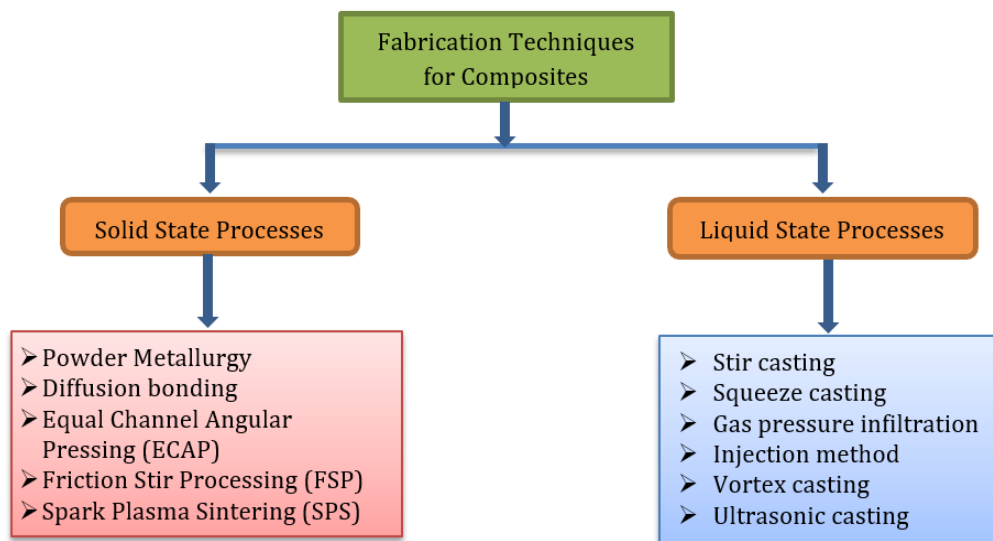 Fabrication Techniques
for Composites
Solid State Processes
Liquid State Processes
➢ Powder Metallurgy
➢ Diffusion bonding
➢ Equal Channel Angular
Pressing (ECAP)
➢ Friction Stir Processing (FSP)
➢ Spark Plasma Sintering (SPS)
➢ Stir casting
➢ Squeeze casting
➢ Gas pressure infiltration
➢ Injection method
➢ Vortex casting
➢ Ultrasonic casting